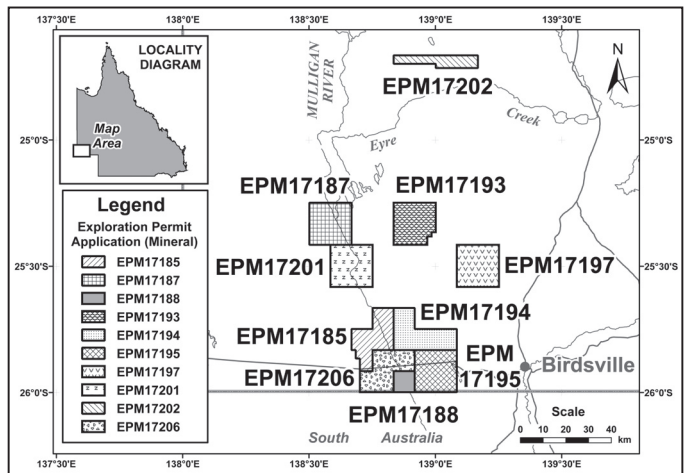 137°30'E 138°0'E 138°30'E 139°0'E 139°30'E
LOCALITY
DIAGRAM
Map
Area
MULLIGAN
RIVER
N
EPM17202
Creek
Eyre
25°0'S 25°0'S
EPM17187 EPM17193
Legend
Exploration Permit
Application (Mineral)
EPM17185
EPM17187
EPM17188
EPM17193
EPM17194
EPM17195
EPM17197
EPM17201
EPM17202
EPM17206
EPM17201 EPM17197
25°30'S 25°30'S
EPM17194
EPM17185
EPM
17195
Birdsville
EPM17206
26°0'S 26°0'S
EPM17188
Scale
0 10 20 30 40
km
South Australia
137°30'E 138°0'E 138°30'E 139°0'E 139°30'E